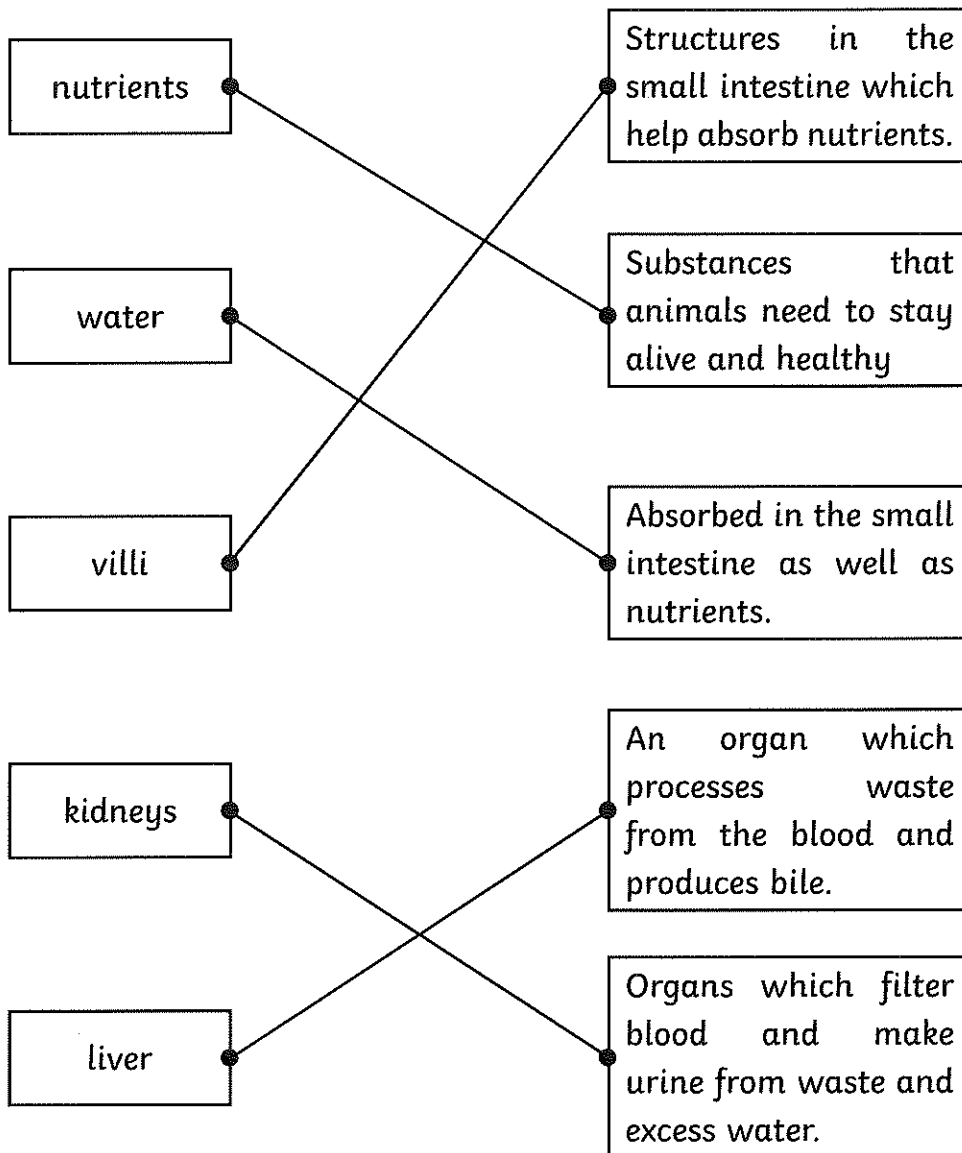 nutrients
water
villi
kidneys
liver
Structures in the
small intestine which
help absorb nutrients.
Substances that
animals need to stay
alive and healthy
Absorbed in the small
intestine as well as
nutrients.
An organ which
processes waste
from the blood and
produces bile.
Organs which filter
blood and make
urine from waste and
excess water.